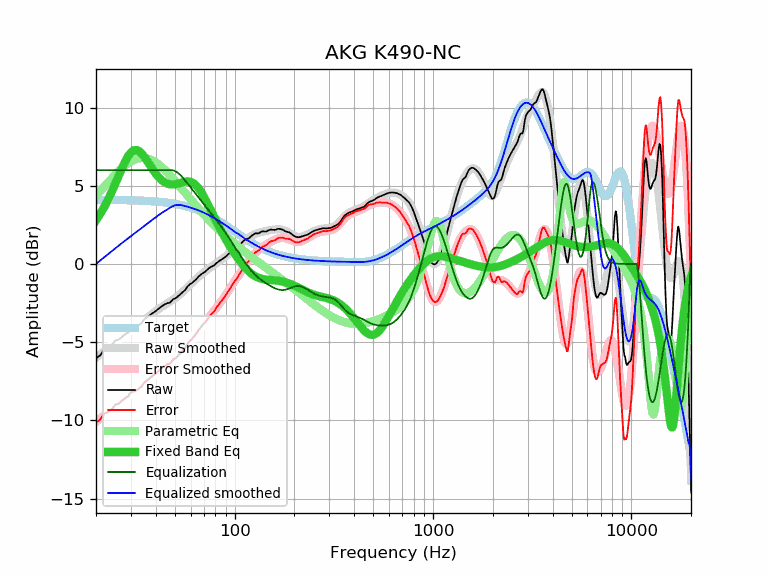 AKG K490-NC
Amplitude (dBr)
10
5
0
−5
−10
−15
Target
Raw Smoothed
Error Smoothed
Raw
Error
Parametric Eq
Fixed Band Eq
Equalization
Equalized smoothed
100
1000
10000
Frequency (Hz)